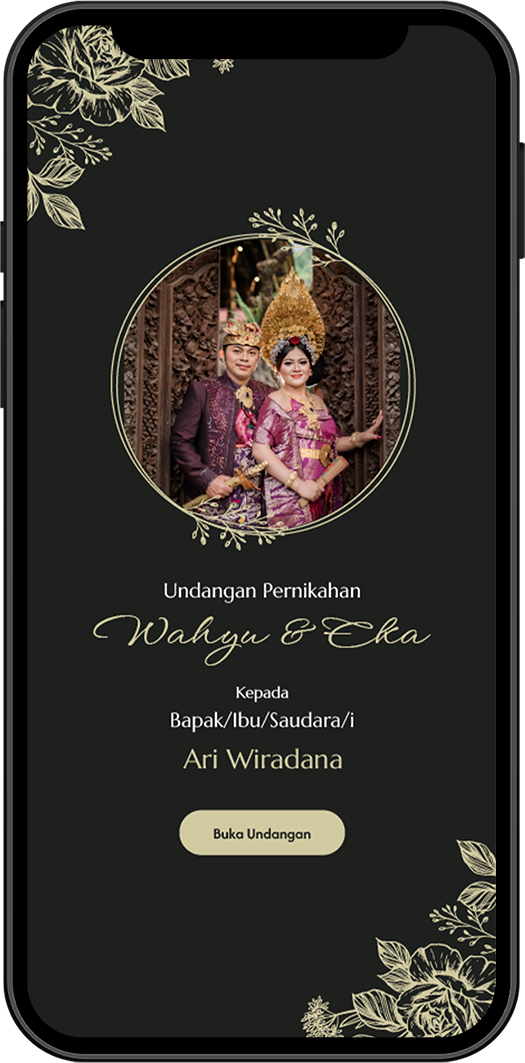 Undangan Pernikahan
Wahyu & Eka
Kepada
Bapak/Ibu/Saudara/i
Ari Wiradana
Buka Undangan